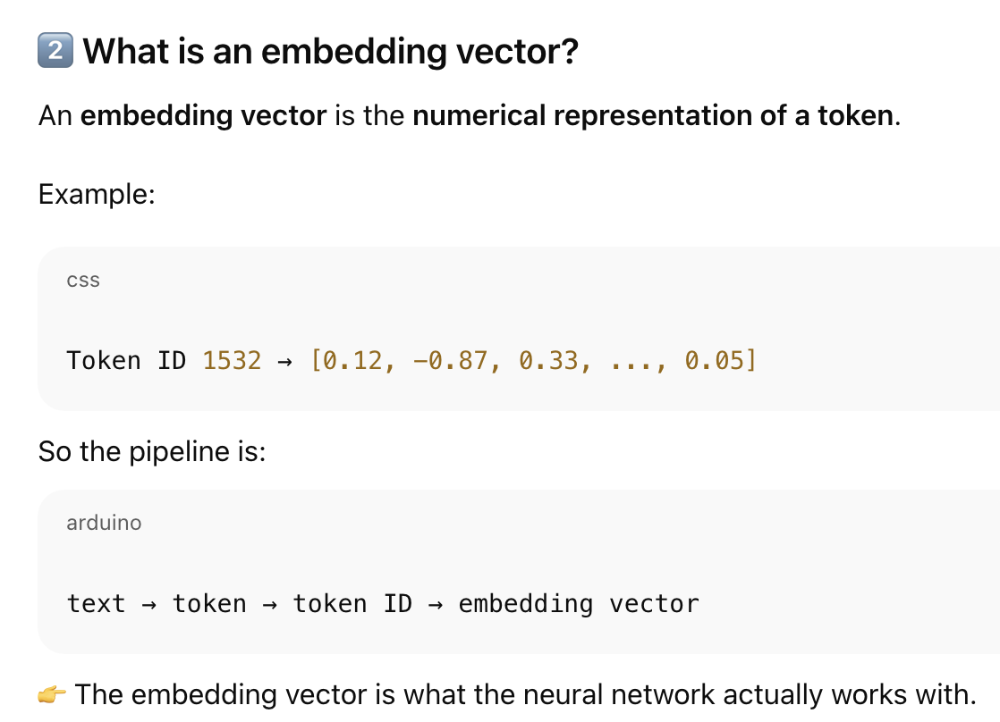 2️⃣ What is an embedding vector?
An embedding vector is the numerical representation of a token.
Example:
css
Token ID 1532 → [0.12, −0.87, 0.33, ..., 0.05]
So the pipeline is:
arduino
text → token → token ID → embedding vector
👉 The embedding vector is what the neural network actually works with.